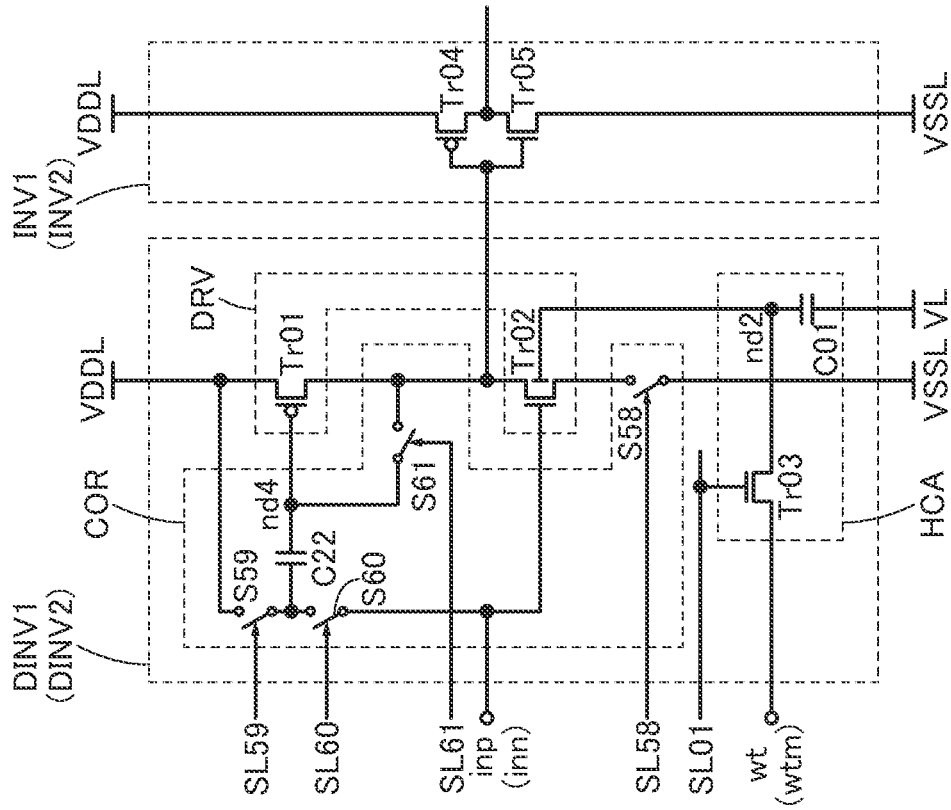 DINV1
(DINV2)
COR
VDDL
DRV
INV1
(INV2)
VDDL
SL59
S59
nd4
Tr01
Tr04
C22
S60
SL60
S61
Tr05
SL61
inp
(inn)
Tr02
SL58
S58
nd2
SL01
Tr03
C01
wt
(wtm)
HCA
VSSL
VL
VSSL